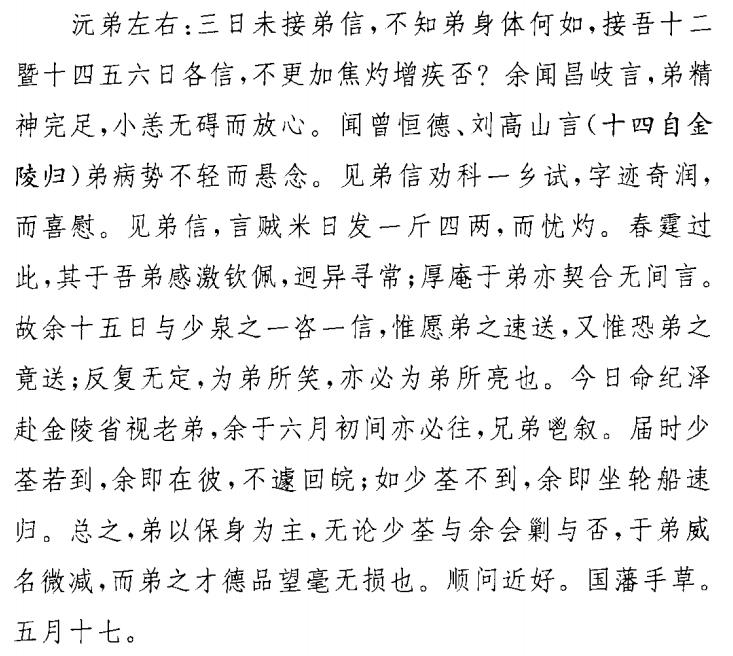 沅弟左右:三日未接弟信,不知弟身体何如,接吾十二
暨十四五六日各信,不更加焦灼增疾否?余闻昌岐言,弟精
神完足,小恙无碍而放心。闻曾恒德、刘高山言(十四自金
陵归)弟病势不轻而悬念。见弟信劝科一乡试,字迹奇润,
而喜慰。见弟信,言贼米日发一斤四两,而忧灼。春霆过
此,其于吾弟感激钦佩,迥异寻常;厚庵于弟亦契合无间言。
故余十五日与少泉之一咨一信,惟愿弟之速送,又惟恐弟之
竟送;反复无定,为弟所笑,亦必为弟所亮也。今日命纪泽
赴金陵省视老弟,余于六月初间亦必往,兄弟鬯叙。届时少
荃若到,余即在彼,不遽回皖;如少荃不到,余即坐轮船速
归。总之,弟以保身为主,无论少荃与余会剿与否,于弟威
名微减,而弟之才德品望毫无损也。顺问近好。国藩手草。
五月十七。